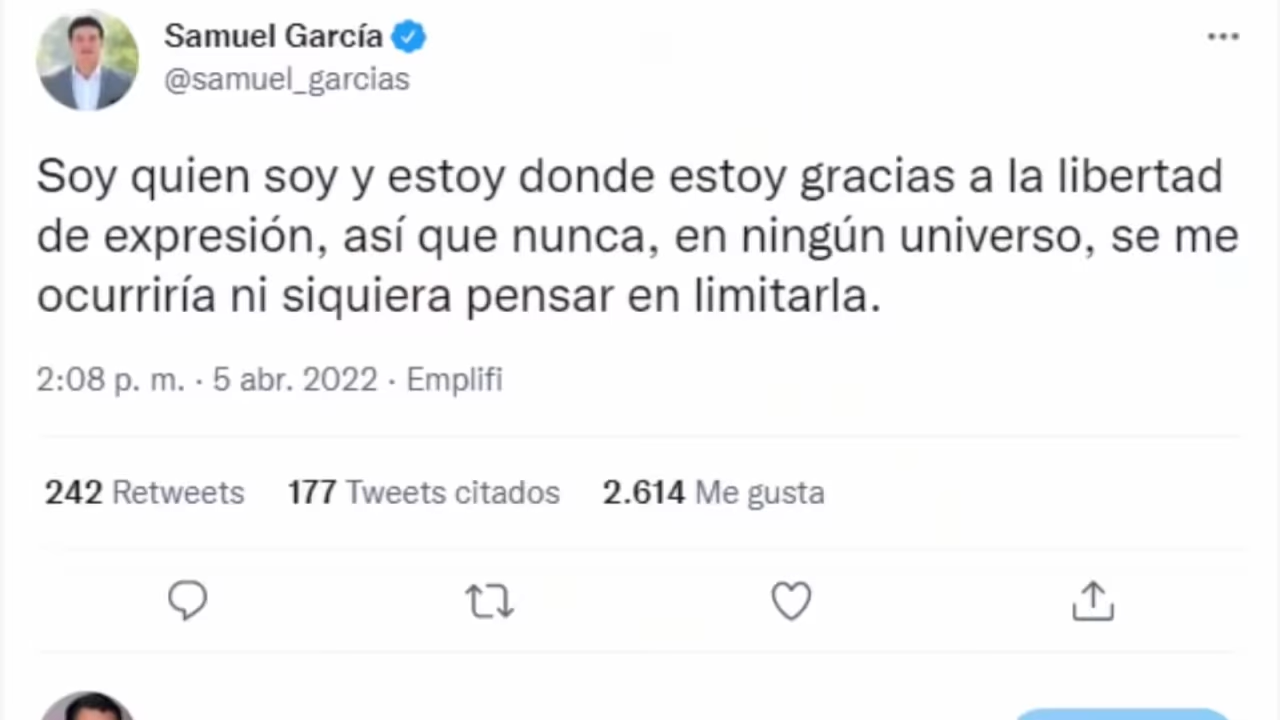 Samuel García
@samuel_garcias
Soy quien soy y estoy donde estoy gracias a la libertad
de expresión, así que nunca, en ningún universo, se me
ocurriría ni siquiera pensar en limitarla.
2:08 p. m. · 5 abr. 2022 · Emplifi
242 Retweets 177 Tweets citados 2.614 Me gusta